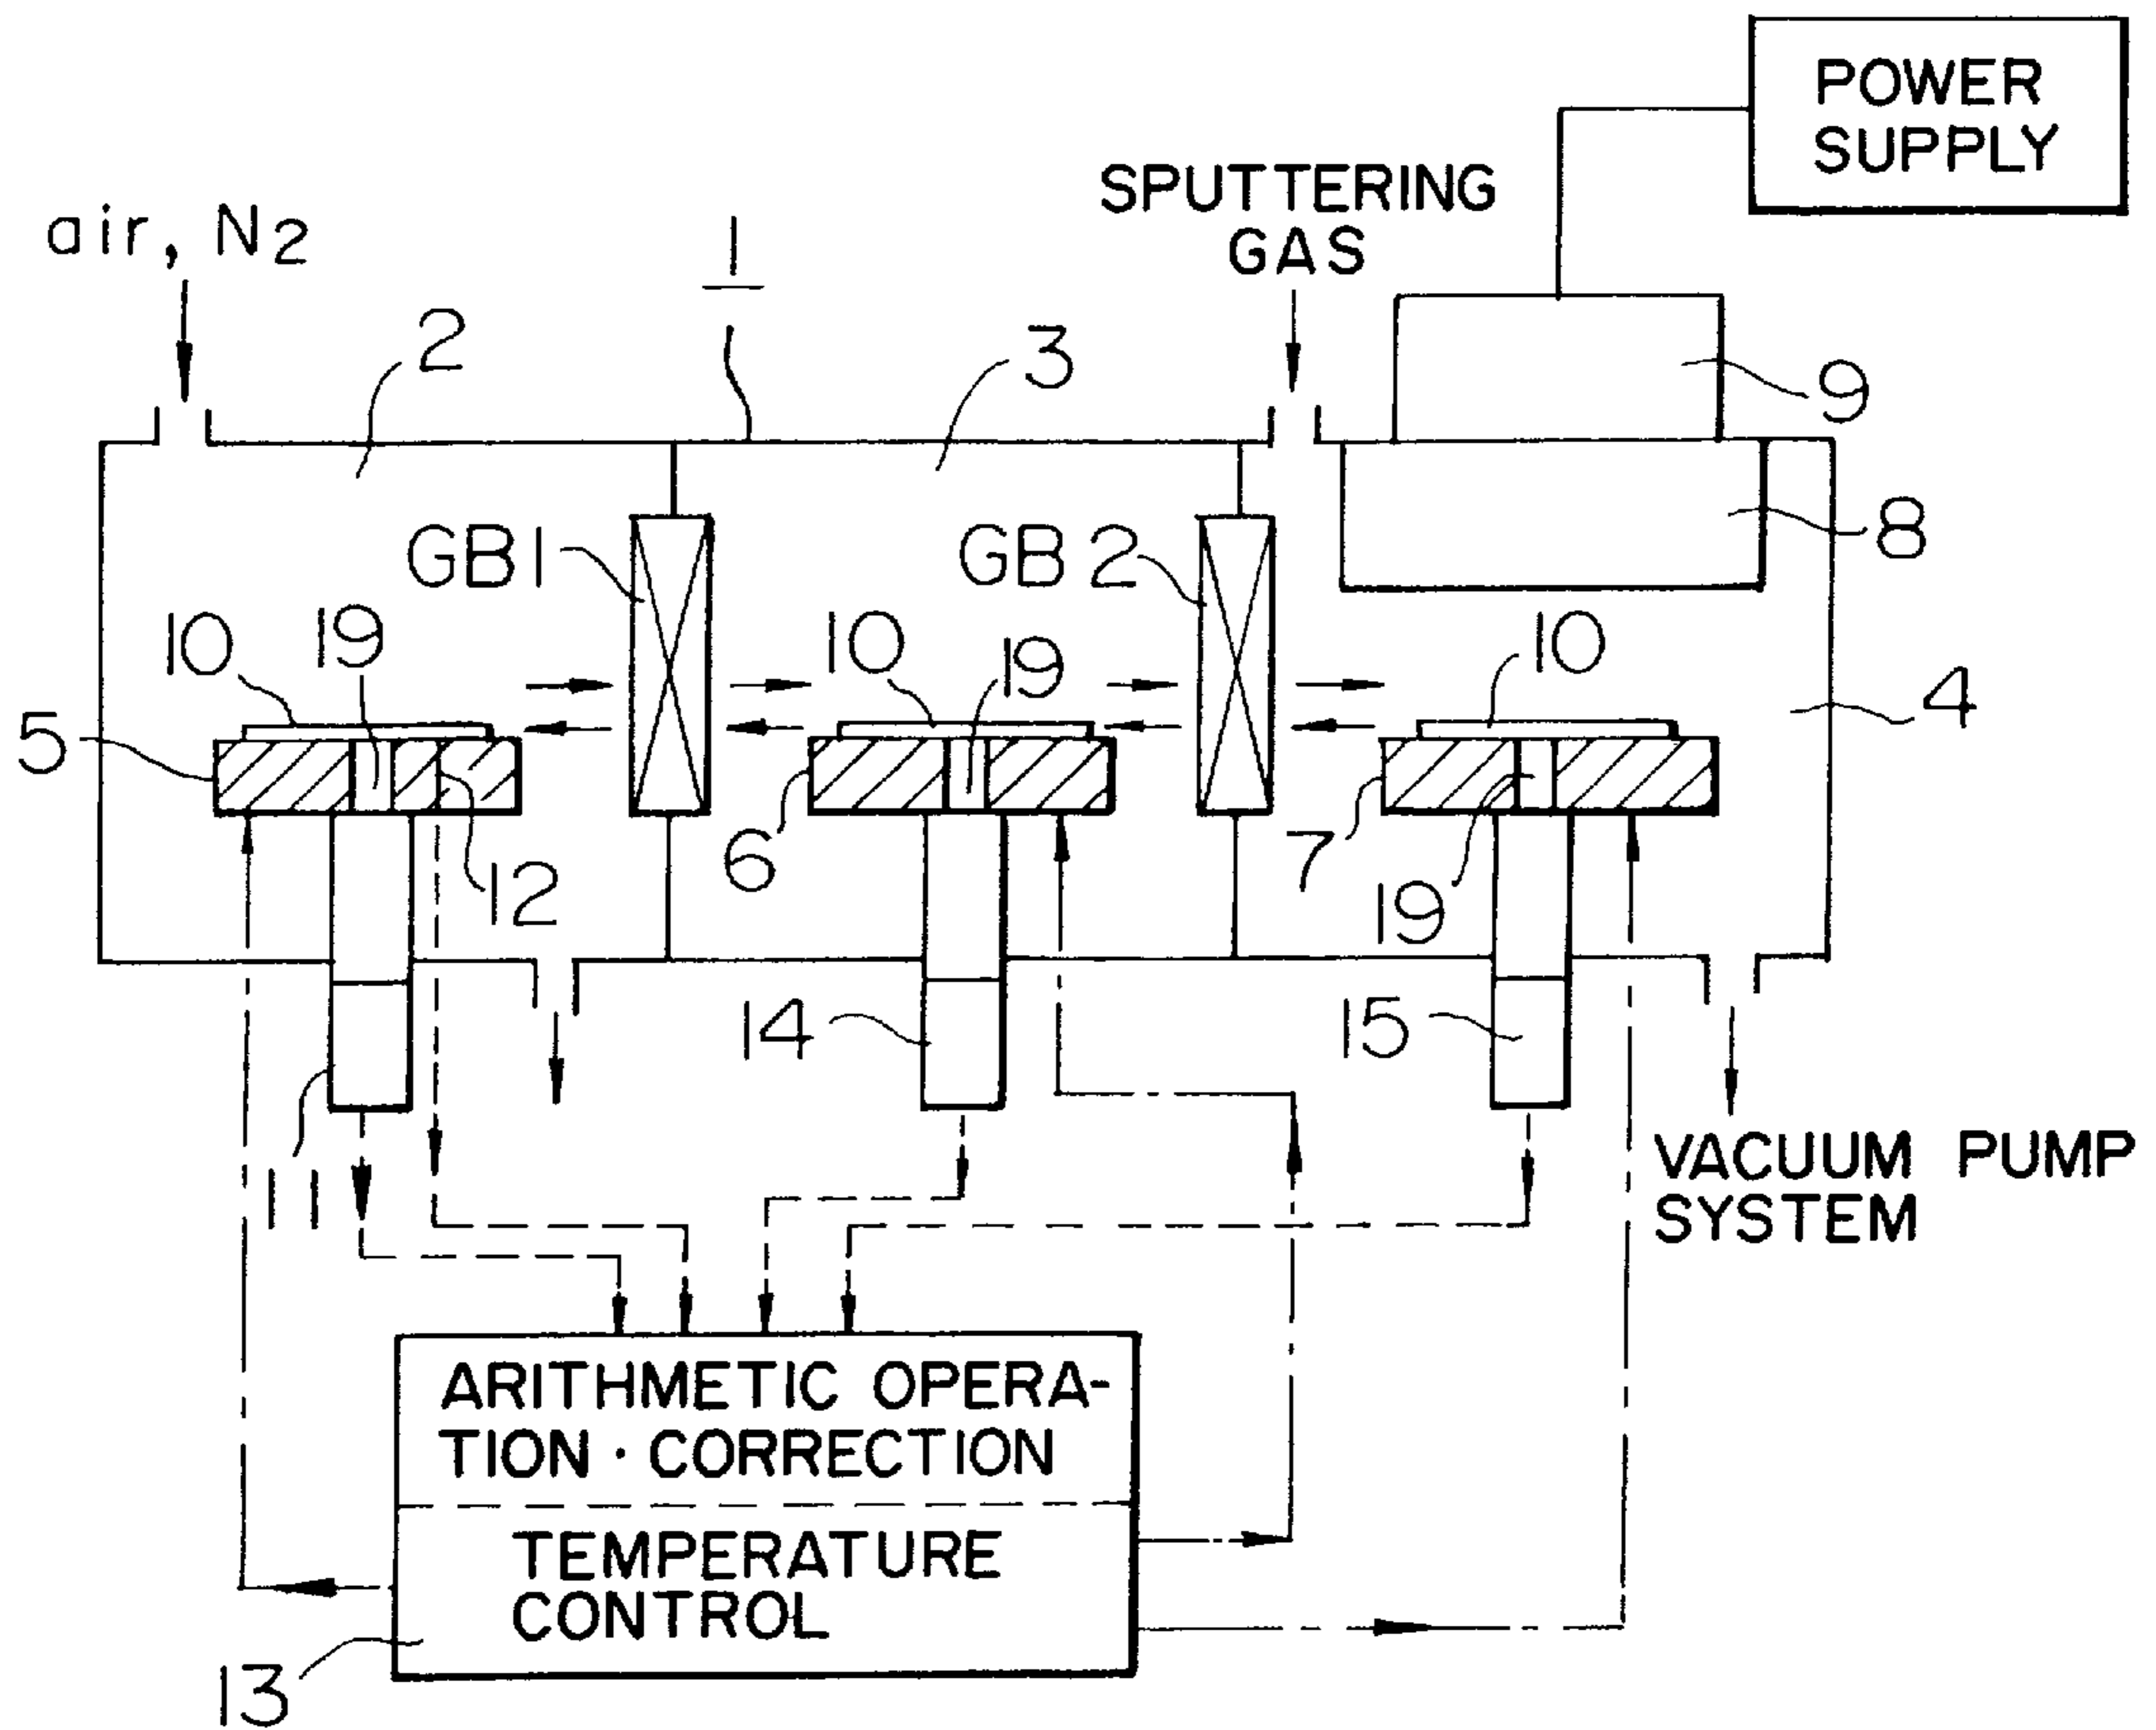 POWER
SUPPLY
SPUTTERING
GAS
air, N2
1
2
3
9
8
GB1
GB2
10
19
10
19
10
5
4
6
7
12
19
14
15
11
VACUUM PUMP
SYSTEM
ARITHMETIC OPERA-
TION · CORRECTION
TEMPERATURE
CONTROL
13